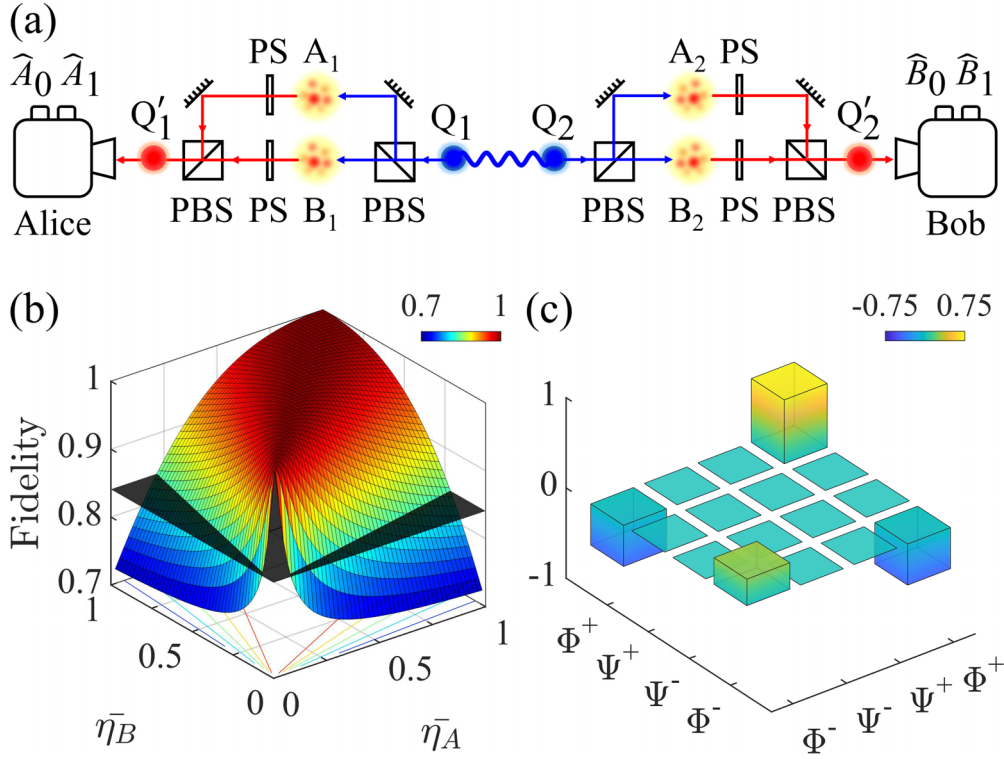 (a)
Â₀ Â₁
PS
A₁
A₂
PS
B̂₀ B̂₁
Q′₁
Q₁
Q₂
Q′₂
Alice
PBS
PS
B₁
PBS
PBS
B₂
PS
PBS
Bob
(b)
0.7 1
Fidelity
1
0.9
0.8
0.7
1
0.5
0
0
0.5
1
η̄_B
η̄_A
(c)
-0.75 0.75
1
0
-1
Φ⁺
Ψ⁺
Ψ⁻
Φ⁻
Φ⁻
Ψ⁻
Ψ⁺
Φ⁺